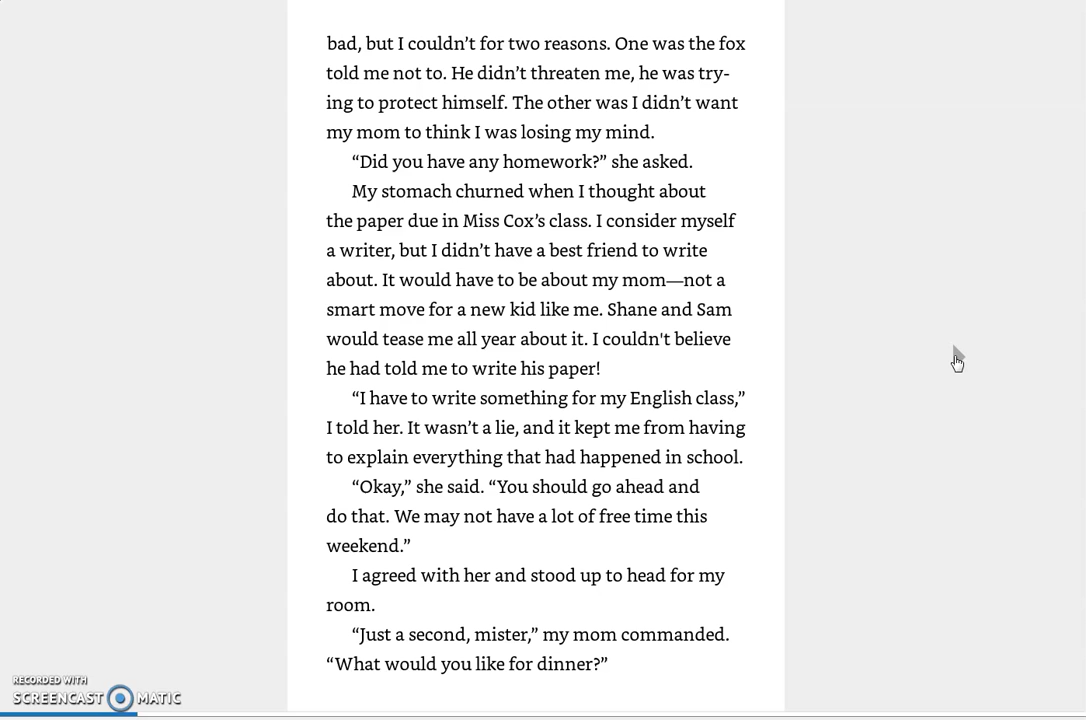 bad, but I couldn’t for two reasons. One was the fox
told me not to. He didn’t threaten me, he was try-
ing to protect himself. The other was I didn’t want
my mom to think I was losing my mind.
“Did you have any homework?” she asked.
My stomach churned when I thought about
the paper due in Miss Cox’s class. I consider myself
a writer, but I didn’t have a best friend to write
about. It would have to be about my mom—not a
smart move for a new kid like me. Shane and Sam
would tease me all year about it. I couldn't believe
he had told me to write his paper!
“I have to write something for my English class,”
I told her. It wasn’t a lie, and it kept me from having
to explain everything that had happened in school.
“Okay,” she said. “You should go ahead and
do that. We may not have a lot of free time this
weekend.”
I agreed with her and stood up to head for my
room.
“Just a second, mister,” my mom commanded.
“What would you like for dinner?”
RECORDED WITH
SCREENCAST MATIC